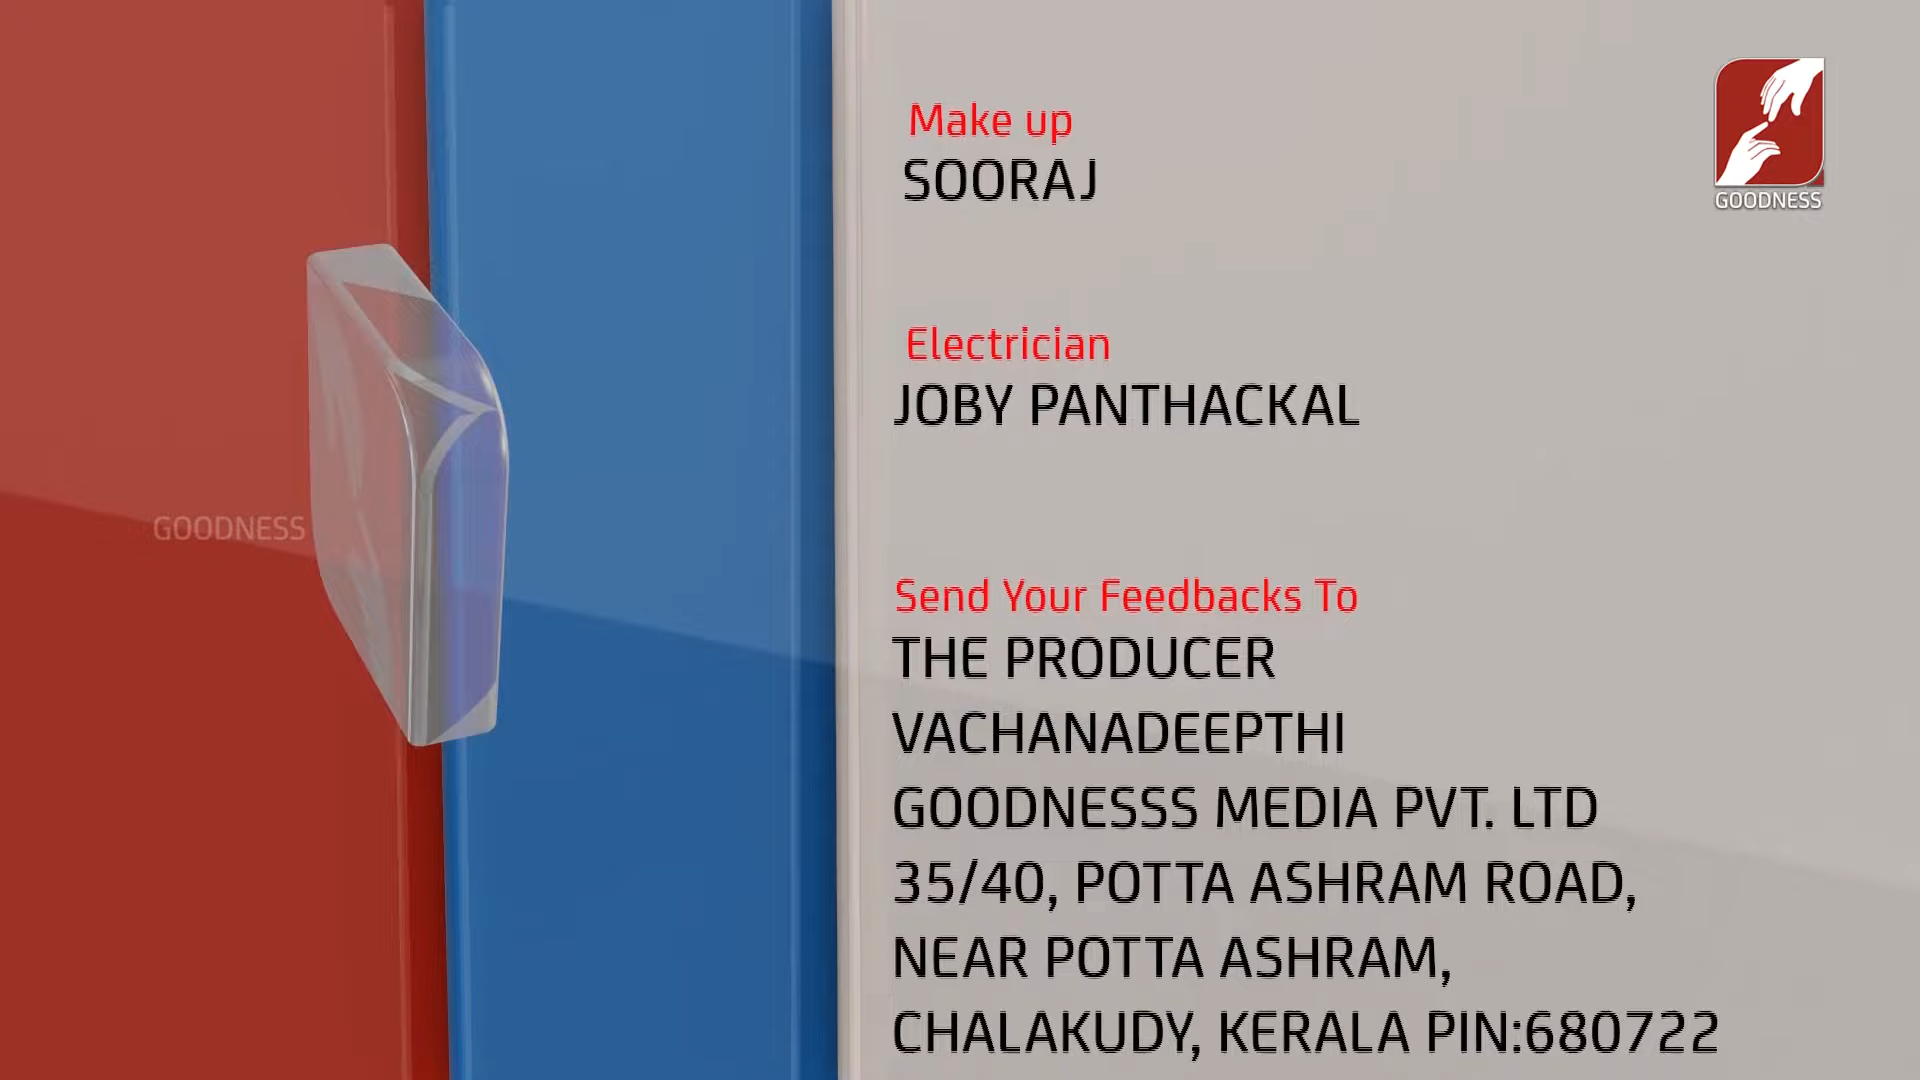 Make up
SOORAJ
GOODNESS
Electrician
JOBY PANTHACKAL
GOODNESS
Send Your Feedbacks To
THE PRODUCER
VACHANADEEPTHI
GOODNESSS MEDIA PVT. LTD
35/40, POTTA ASHRAM ROAD,
NEAR POTTA ASHRAM,
CHALAKUDY, KERALA PIN:680722